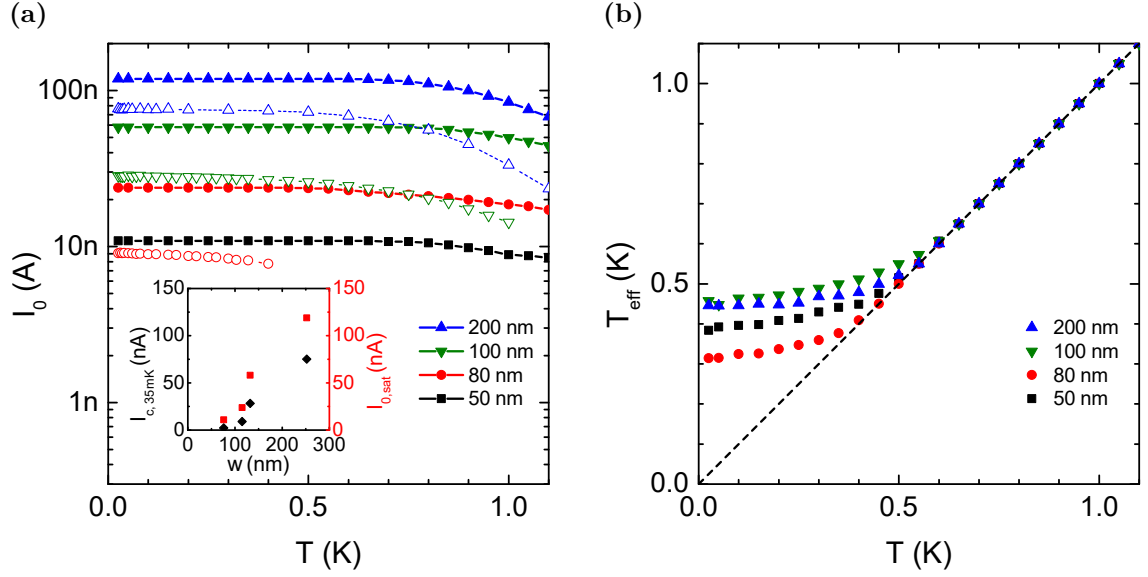 (a)
100n
10n
1n
I0 (A)
0.0 0.5 1.0
T (K)
200 nm
100 nm
80 nm
50 nm
150
125
100
75
50
25
0
Ic,35mK (nA)
150
100
50
0
I0,sat (nA)
0 100 200 300
w (nm)
(b)
1.0
0.5
0.0
Teff (K)
0.0 0.5 1.0
T (K)
200 nm
100 nm
80 nm
50 nm